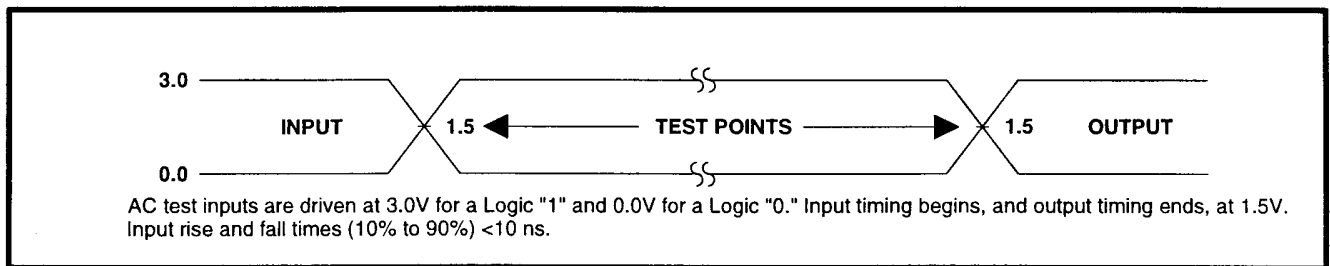 3.0
INPUT 1.5 TEST POINTS 1.5 OUTPUT
0.0
AC test inputs are driven at 3.0V for a Logic "1" and 0.0V for a Logic "0." Input timing begins, and output timing ends, at 1.5V.
Input rise and fall times (10% to 90%) <10 ns.